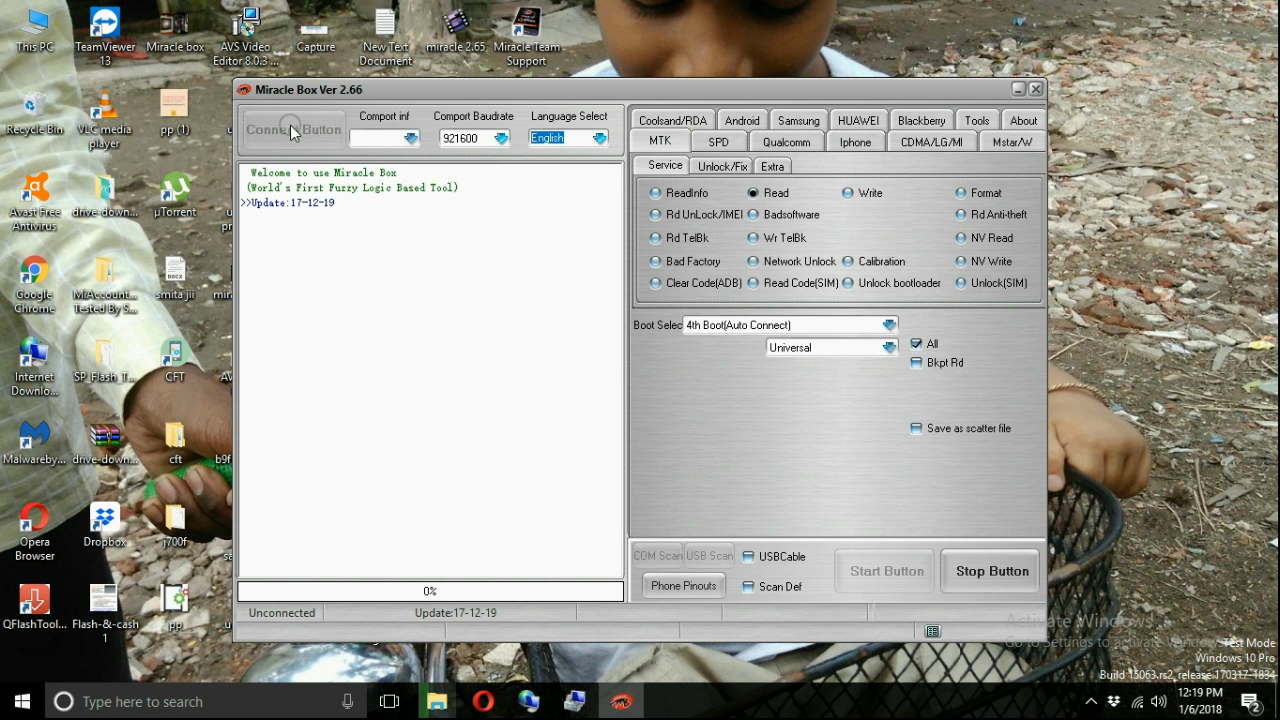 This PC
TeamViewer 13
Miracle box
AVS Video Editor 8.0.3 ...
Capture
New Text Document
miracle 2.65
Miracle Team Support
Recycle Bin
VLC media player
pp (1)
Avast Free Antivirus
drive-down...
µTorrent
Google Chrome
MiAccount... Tested By S...
smita jii
Internet Downlo...
SP_Flash_T...
CFT
Malwareby...
drive-down...
cft
b9f
Opera Browser
Dropbox
j700f
QFlashTool...
Flash-&-cash 1
pp
Miracle Box Ver 2.66
Comport inf
Comport Baudrate
Language Select
921600
English
Welcome to use Miracle Box
(World's First Fuzzy Logic Based Tool)
>>Update:17-12-19
0%
Unconnected
Update:17-12-19
Coolsand/RDA
Android
Samsung
HUAWEI
Blackberry
Tools
About
MTK
SPD
Qualcomm
Iphone
CDMA/LG/MI
Mstar/W
Service
Unlock/Fix
Extra
ReadInfo
Read
Write
Format
Rd UnLock/IMEI
Badsoftware
Rd Anti-theft
Rd TelBk
Wr TelBk
NV Read
Bad Factory
Network Unlock
Calibration
NV Write
Clear Code(ADB)
Read Code(SIM)
Unlock bootloader
Unlock(SIM)
Boot Selec
4th Boot(Auto Connect)
Universal
All
Bkpt Rd
Save as scatter file
COM Scan
USB Scan
USBCable
Phone Pinouts
Scan Def
Start Button
Stop Button
Activate Windows
Go to Settings to activate Windows.
Test Mode
Windows 10 Pro
Build 15063.rs2_release.170317-1834
Type here to search
12:19 PM
1/6/2018
2